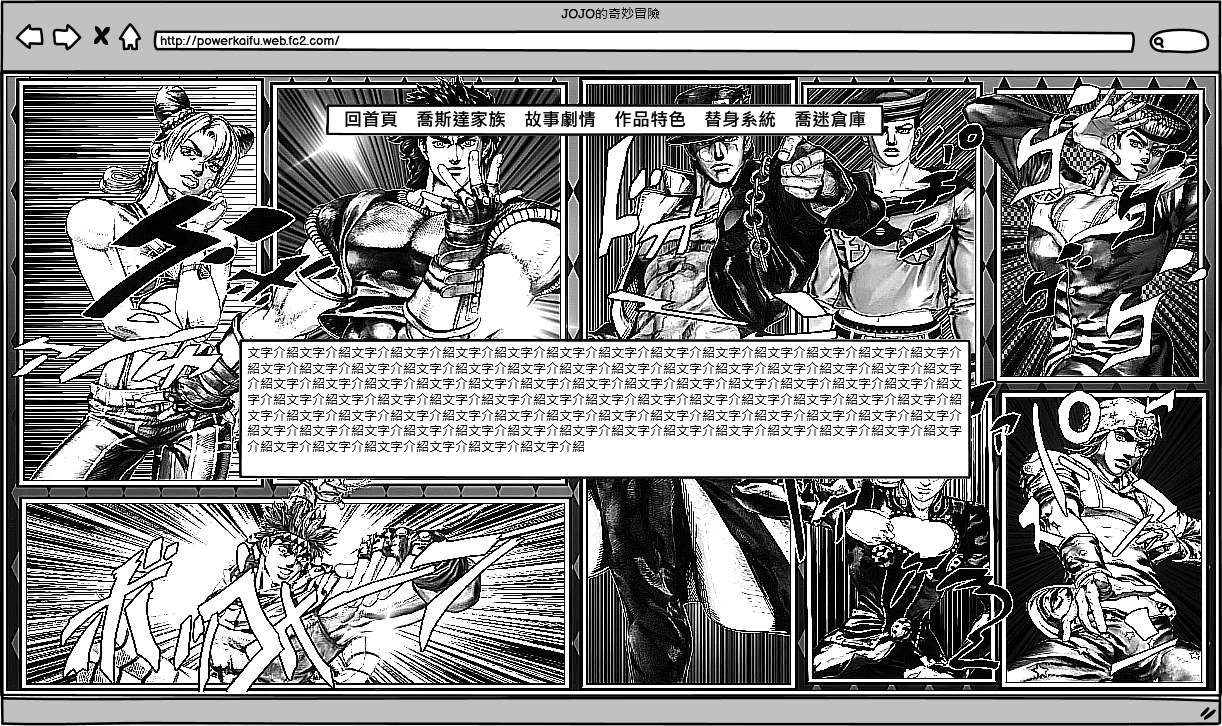 JOJO的奇妙冒險
http://powerkaifu.web.fc2.com/
回首頁 喬斯達家族 故事劇情 作品特色 替身系統 喬迷倉庫
文字介紹文字介紹文字介紹文字介紹文字介紹文字介紹文字介紹文字介紹文字介紹文字介紹文字介紹文字介紹文字介紹文字介
紹文字介紹文字介紹文字介紹文字介紹文字介紹文字介紹文字介紹文字介紹文字介紹文字介紹文字介紹文字介紹文字介紹文字
介紹文字介紹文字介紹文字介紹文字介紹文字介紹文字介紹文字介紹文字介紹文字介紹文字介紹文字介紹文字介紹文字介紹文
字介紹文字介紹文字介紹文字介紹文字介紹文字介紹文字介紹文字介紹文字介紹文字介紹文字介紹文字介紹文字介紹文字介紹
文字介紹文字介紹文字介紹文字介紹文字介紹文字介紹文字介紹文字介紹文字介紹文字介紹文字介紹文字介紹文字介紹文字介
紹文字介紹文字介紹文字介紹文字介紹文字介紹文字介紹文字介紹文字介紹文字介紹文字介紹文字介紹文字介紹文字介紹文字
介紹文字介紹文字介紹文字介紹文字介紹文字介紹文字介紹